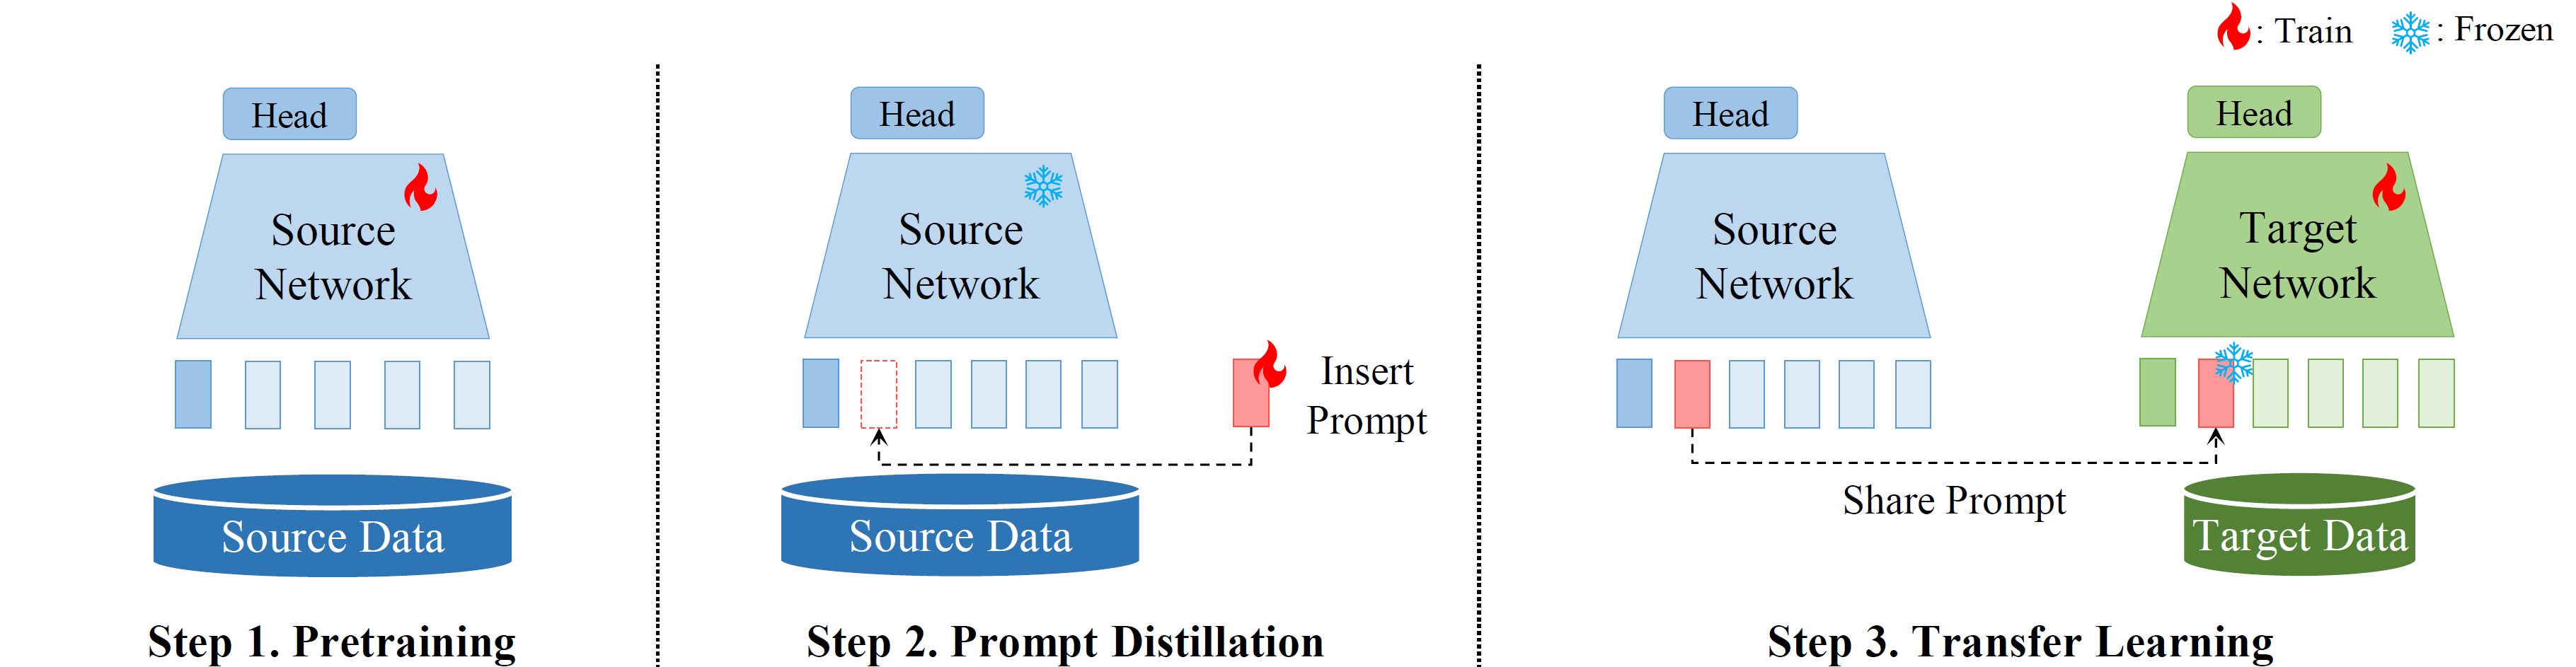 : Train
: Frozen
Head
Source
Network
Source Data
Step 1. Pretraining
Head
Source
Network
Insert
Prompt
Source Data
Step 2. Prompt Distillation
Head
Source
Network
Head
Target
Network
Share Prompt
Target Data
Step 3. Transfer Learning